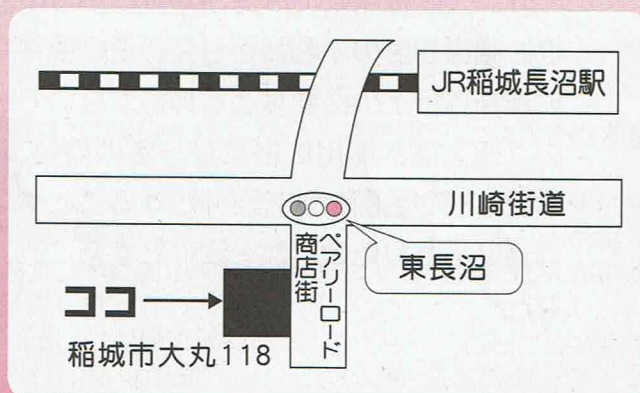 JR稲城長沼駅
川崎街道
東長沼
ペアリーロード
商店街
ココ
稲城市大丸118